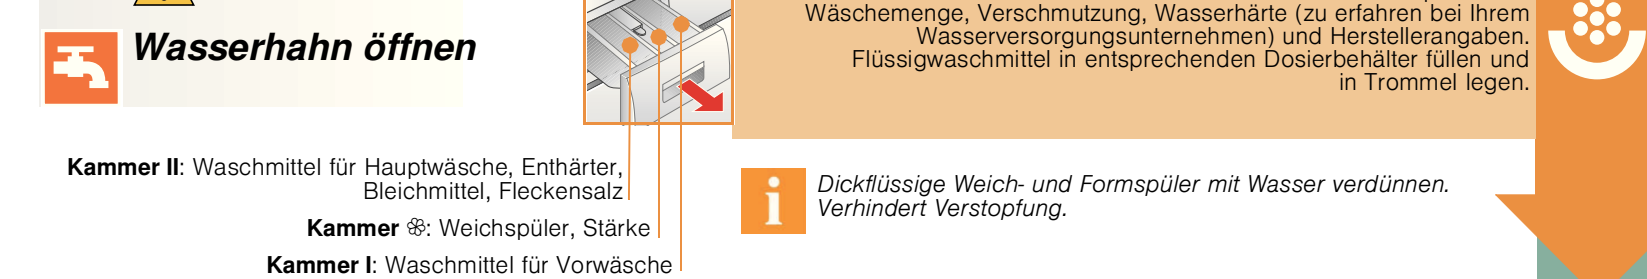 Wasserhahn öffnen
Wäschemenge, Verschmutzung, Wasserhärte (zu erfahren bei Ihrem
Wasserversorgungsunternehmen) und Herstellerangaben.
Flüssigwaschmittel in entsprechenden Dosierbehälter füllen und
in Trommel legen.
Kammer II: Waschmittel für Hauptwäsche, Enthärter,
Bleichmittel, Fleckensalz
Kammer ❀: Weichspüler, Stärke
Kammer I: Waschmittel für Vorwäsche
i
Dickflüssige Weich- und Formspüler mit Wasser verdünnen.
Verhindert Verstopfung.